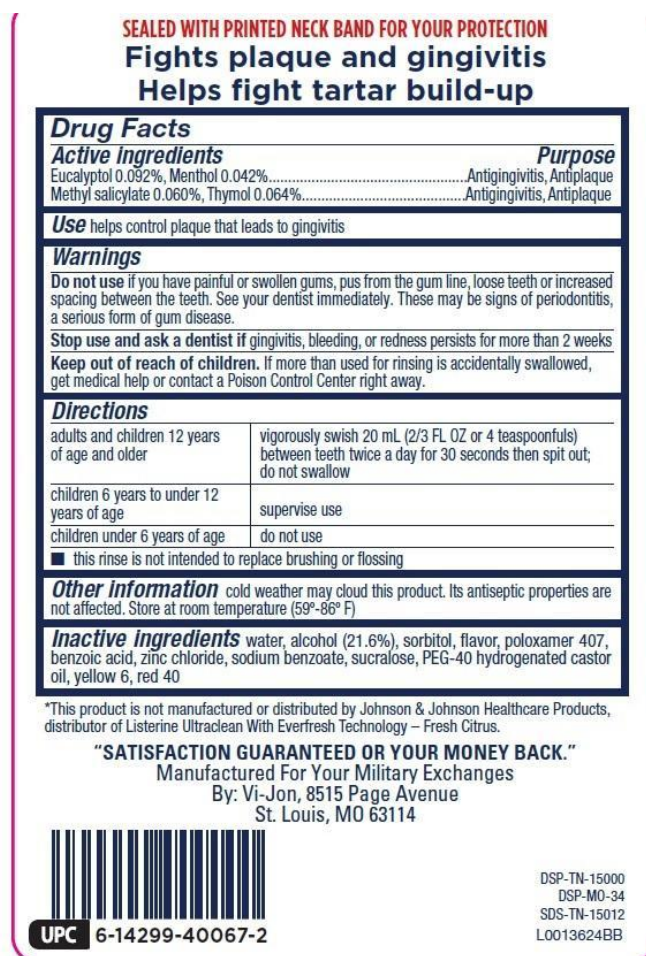 SEALED WITH PRINTED NECK BAND FOR YOUR PROTECTION
Fights plaque and gingivitis
Helps fight tartar build-up
Drug Facts
Active ingredients Purpose
Eucalyptol 0.092%, Menthol 0.042%..................................................Antigingivitis, Antiplaque
Methyl salicylate 0.060%, Thymol 0.064%.........................................Antigingivitis, Antiplaque
Use helps control plaque that leads to gingivitis
Warnings
Do not use if you have painful or swollen gums, pus from the gum line, loose teeth or increased
spacing between the teeth. See your dentist immediately. These may be signs of periodontitis,
a serious form of gum disease.
Stop use and ask a dentist if gingivitis, bleeding, or redness persists for more than 2 weeks
Keep out of reach of children. If more than used for rinsing is accidentally swallowed,
get medical help or contact a Poison Control Center right away.
Directions
adults and children 12 years
of age and older
vigorously swish 20 mL (2/3 FL OZ or 4 teaspoonfuls)
between teeth twice a day for 30 seconds then spit out;
do not swallow
children 6 years to under 12
years of age
supervise use
children under 6 years of age
do not use
■ this rinse is not intended to replace brushing or flossing
Other information cold weather may cloud this product. Its antiseptic properties are
not affected. Store at room temperature (59º-86º F)
Inactive ingredients water, alcohol (21.6%), sorbitol, flavor, poloxamer 407,
benzoic acid, zinc chloride, sodium benzoate, sucralose, PEG-40 hydrogenated castor
oil, yellow 6, red 40
*This product is not manufactured or distributed by Johnson & Johnson Healthcare Products,
distributor of Listerine Ultraclean With Everfresh Technology – Fresh Citrus.
“SATISFACTION GUARANTEED OR YOUR MONEY BACK.”
Manufactured For Your Military Exchanges
By: Vi-Jon, 8515 Page Avenue
St. Louis, MO 63114
DSP-TN-15000
DSP-MO-34
SDS-TN-15012
L0013624BB
UPC 6-14299-40067-2